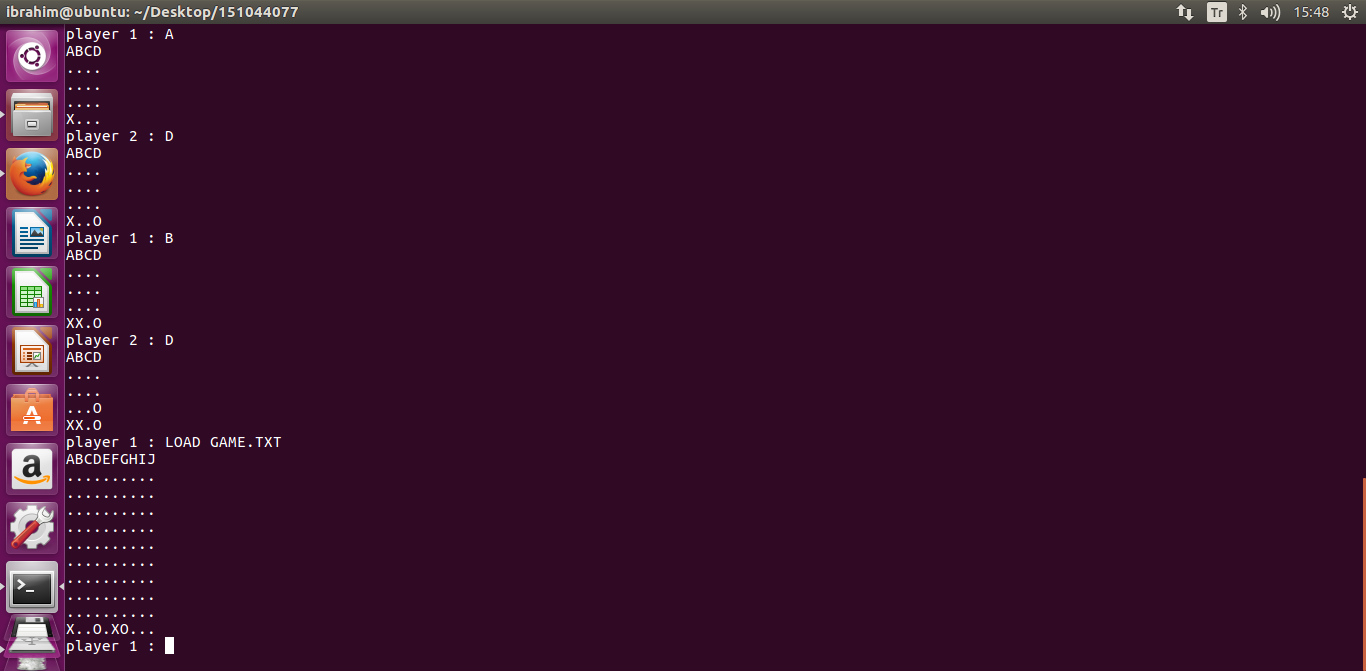 ibrahim@ubuntu: ~/Desktop/151044077
Tr
15:48
player 1 : A
ABCD
....
....
....
X...
player 2 : D
ABCD
....
....
....
X..O
player 1 : B
ABCD
....
....
....
XX.O
player 2 : D
ABCD
....
....
...O
XX.O
player 1 : LOAD GAME.TXT
ABCDEFGHIJ
..........
..........
..........
..........
..........
..........
..........
..........
..........
X..O.XO...
player 1 :